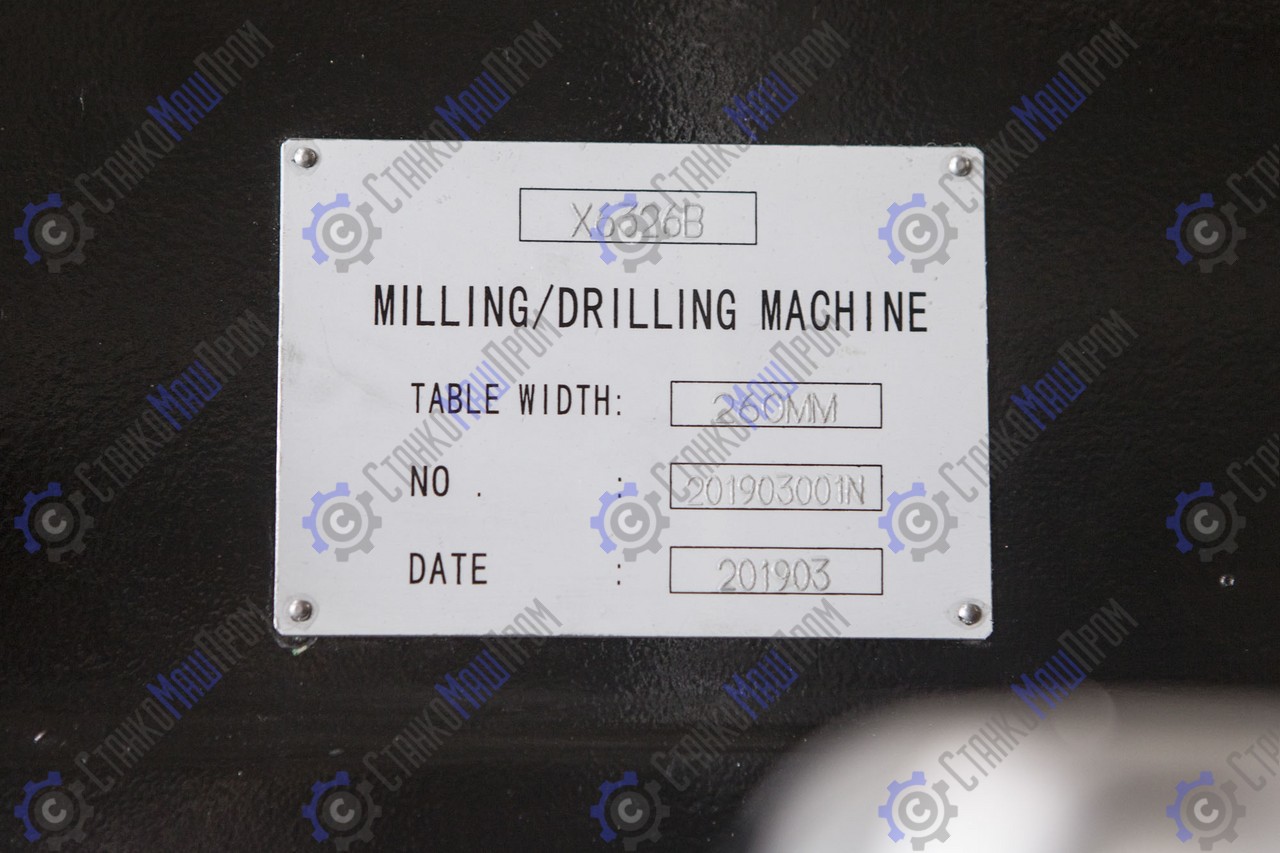 X6326B
MILLING/DRILLING MACHINE
TABLE WIDTH: 260MM
NO . : 201903001N
DATE : 201903
СтанкоМашПром